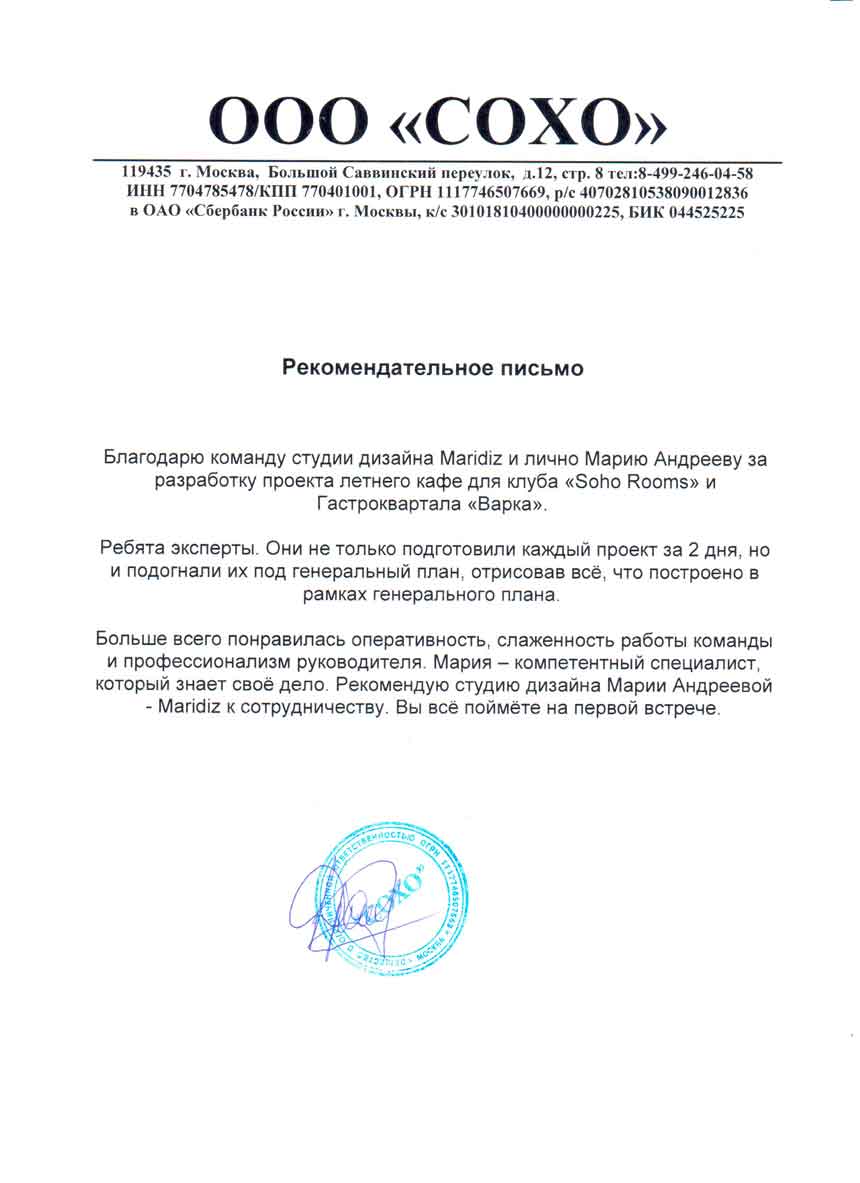 ООО «СОХО»
119435 г. Москва, Большой Саввинский переулок, д.12, стр. 8 тел:8-499-246-04-58
ИНН 7704785478/КПП 770401001, ОГРН 1117746507669, р/с 40702810538090012836
в ОАО «Сбербанк России» г. Москвы, к/с 30101810400000000225, БИК 044525225
Рекомендательное письмо
Благодарю команду студии дизайна Maridiz и лично Марию Андрееву за
разработку проекта летнего кафе для клуба «Soho Rooms» и
Гастроквартала «Варка».
Ребята эксперты. Они не только подготовили каждый проект за 2 дня, но
и подогнали их под генеральный план, отрисовав всё, что построено в
рамках генерального плана.
Больше всего понравилась оперативность, слаженность работы команды
и профессионализм руководителя. Мария – компетентный специалист,
который знает своё дело. Рекомендую студию дизайна Марии Андреевой
- Maridiz к сотрудничеству. Вы всё поймёте на первой встрече.
ОТВЕТСТВЕННОСТЬЮ ОГРН 1117746507669 * МОСКВА *
СОХО»